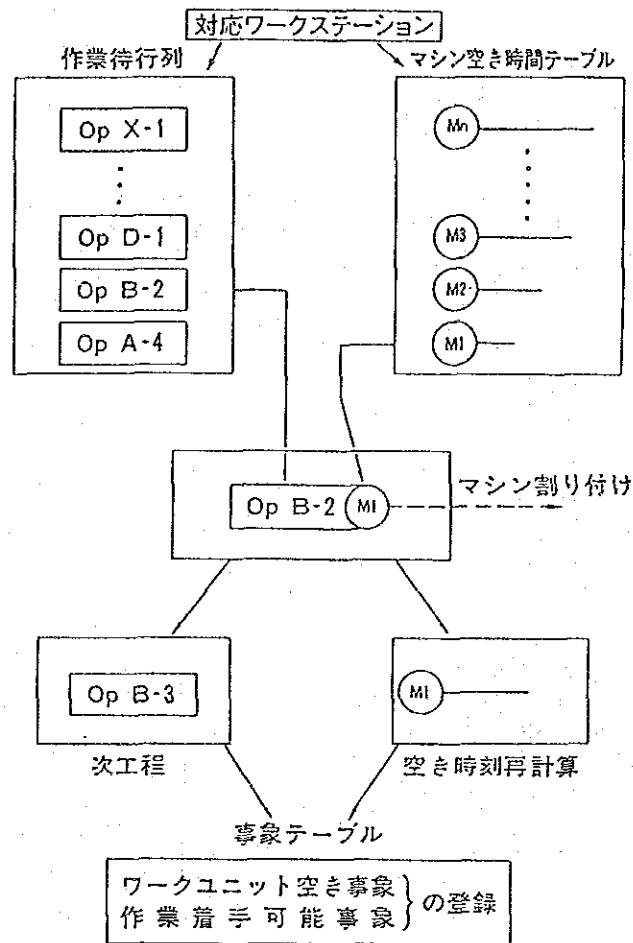 対応ワークステーション
作業待行列
マシン空き時間テーブル
Op X-1
Op D-1
Op B-2
Op A-4
Mn
M3
M2
M1
Op B-2
M1
マシン割り付け
Op B-3
次工程
M1
空き時刻再計算
事象テーブル
ワークユニット空き事象
作業着手可能事象
の登録